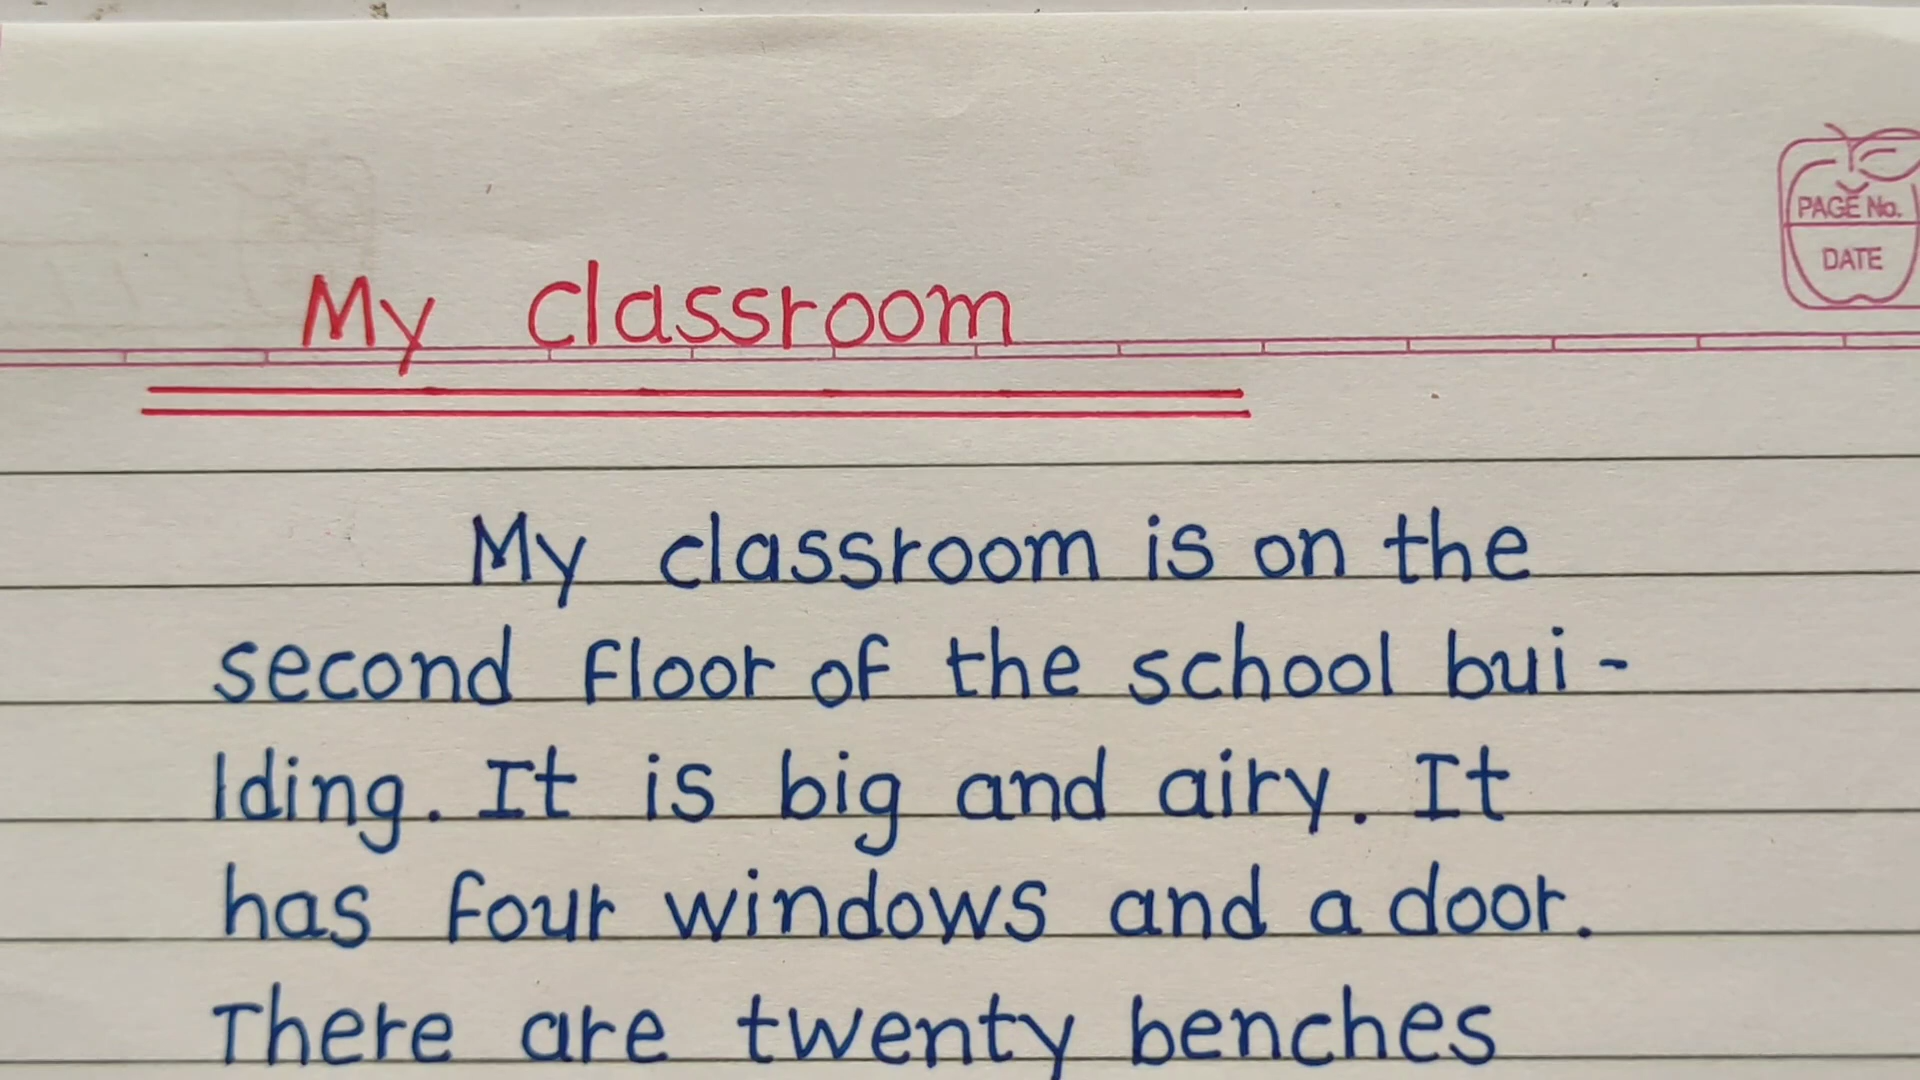 PAGE No.
DATE
My classroom
My classroom is on the
second floor of the school bui-
lding. It is big and airy. It
has four windows and a door.
There are twenty benches